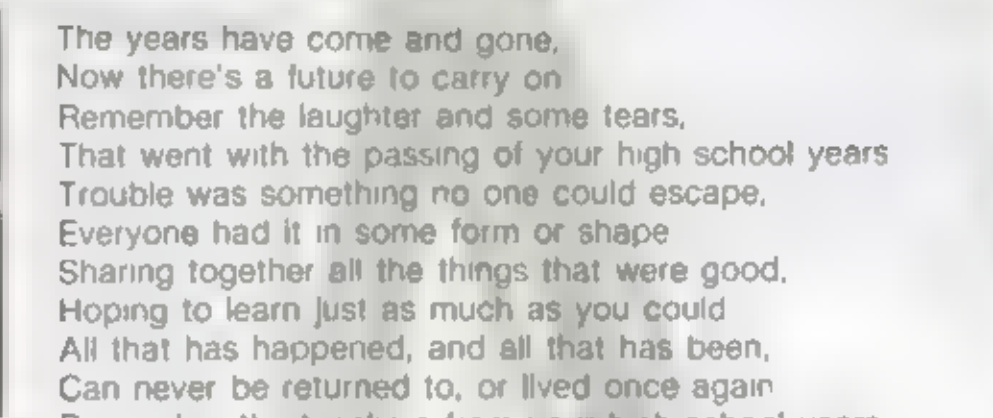 The years have come and gone,
Now there's a future to carry on
Remember the laughter and some tears,
That went with the passing of your high school years
Trouble was something no one could escape,
Everyone had it in some form or shape
Sharing together all the things that were good,
Hoping to learn just as much as you could
All that has happened, and all that has been,
Can never be returned to, or lived once again